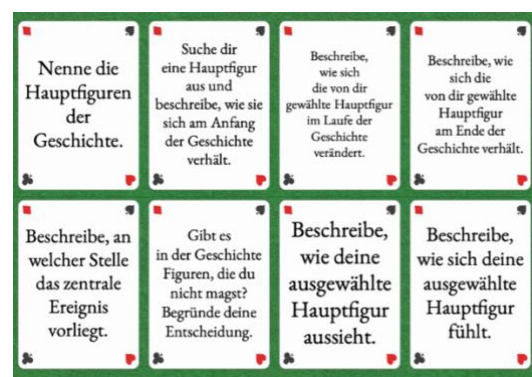 Nenne die
Hauptfiguren
der
Geschichte.
Suche dir
eine Hauptfigur
aus und
beschreibe, wie sie
sich am Anfang
der Geschichte
verhält.
Beschreibe,
wie sich
die von dir
gewählte Hauptfigur
im Laufe der
Geschichte
verändert.
Beschreibe, wie
sich die
von dir gewählte
Hauptfigur
am Ende der
Geschichte verhält.
Beschreibe, an
welcher Stelle
das zentrale
Ereignis
vorliegt.
Gibt es
in der Geschichte
Figuren, die du
nicht magst?
Begründe deine
Entscheidung.
Beschreibe,
wie deine
ausgewählte
Hauptfigur
aussieht.
Beschreibe,
wie sich deine
ausgewählte
Hauptfigur
fühlt.